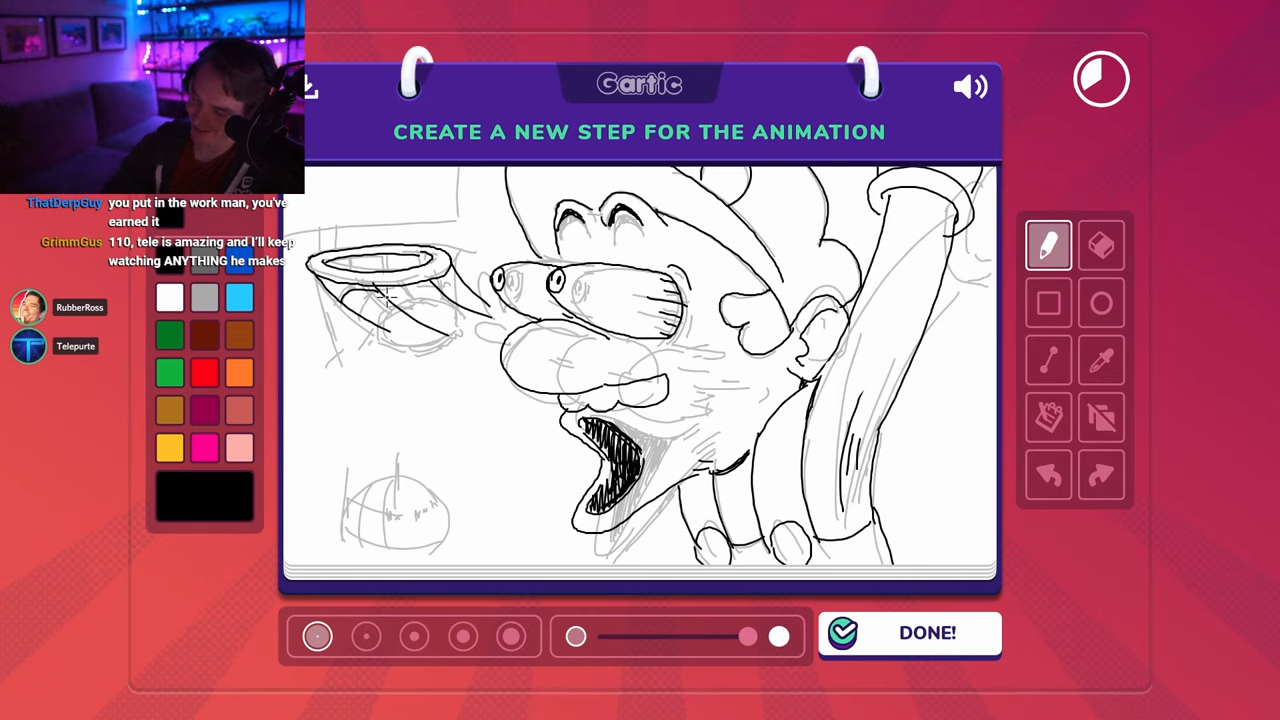 Gartic
CREATE A NEW STEP FOR THE ANIMATION
ThatDerpGuy you put in the work man, you've
earned it
GrimmGus 110, tele is amazing and I'll keep
watching ANYTHING he makes
RubberRoss
Telepurte
DONE!